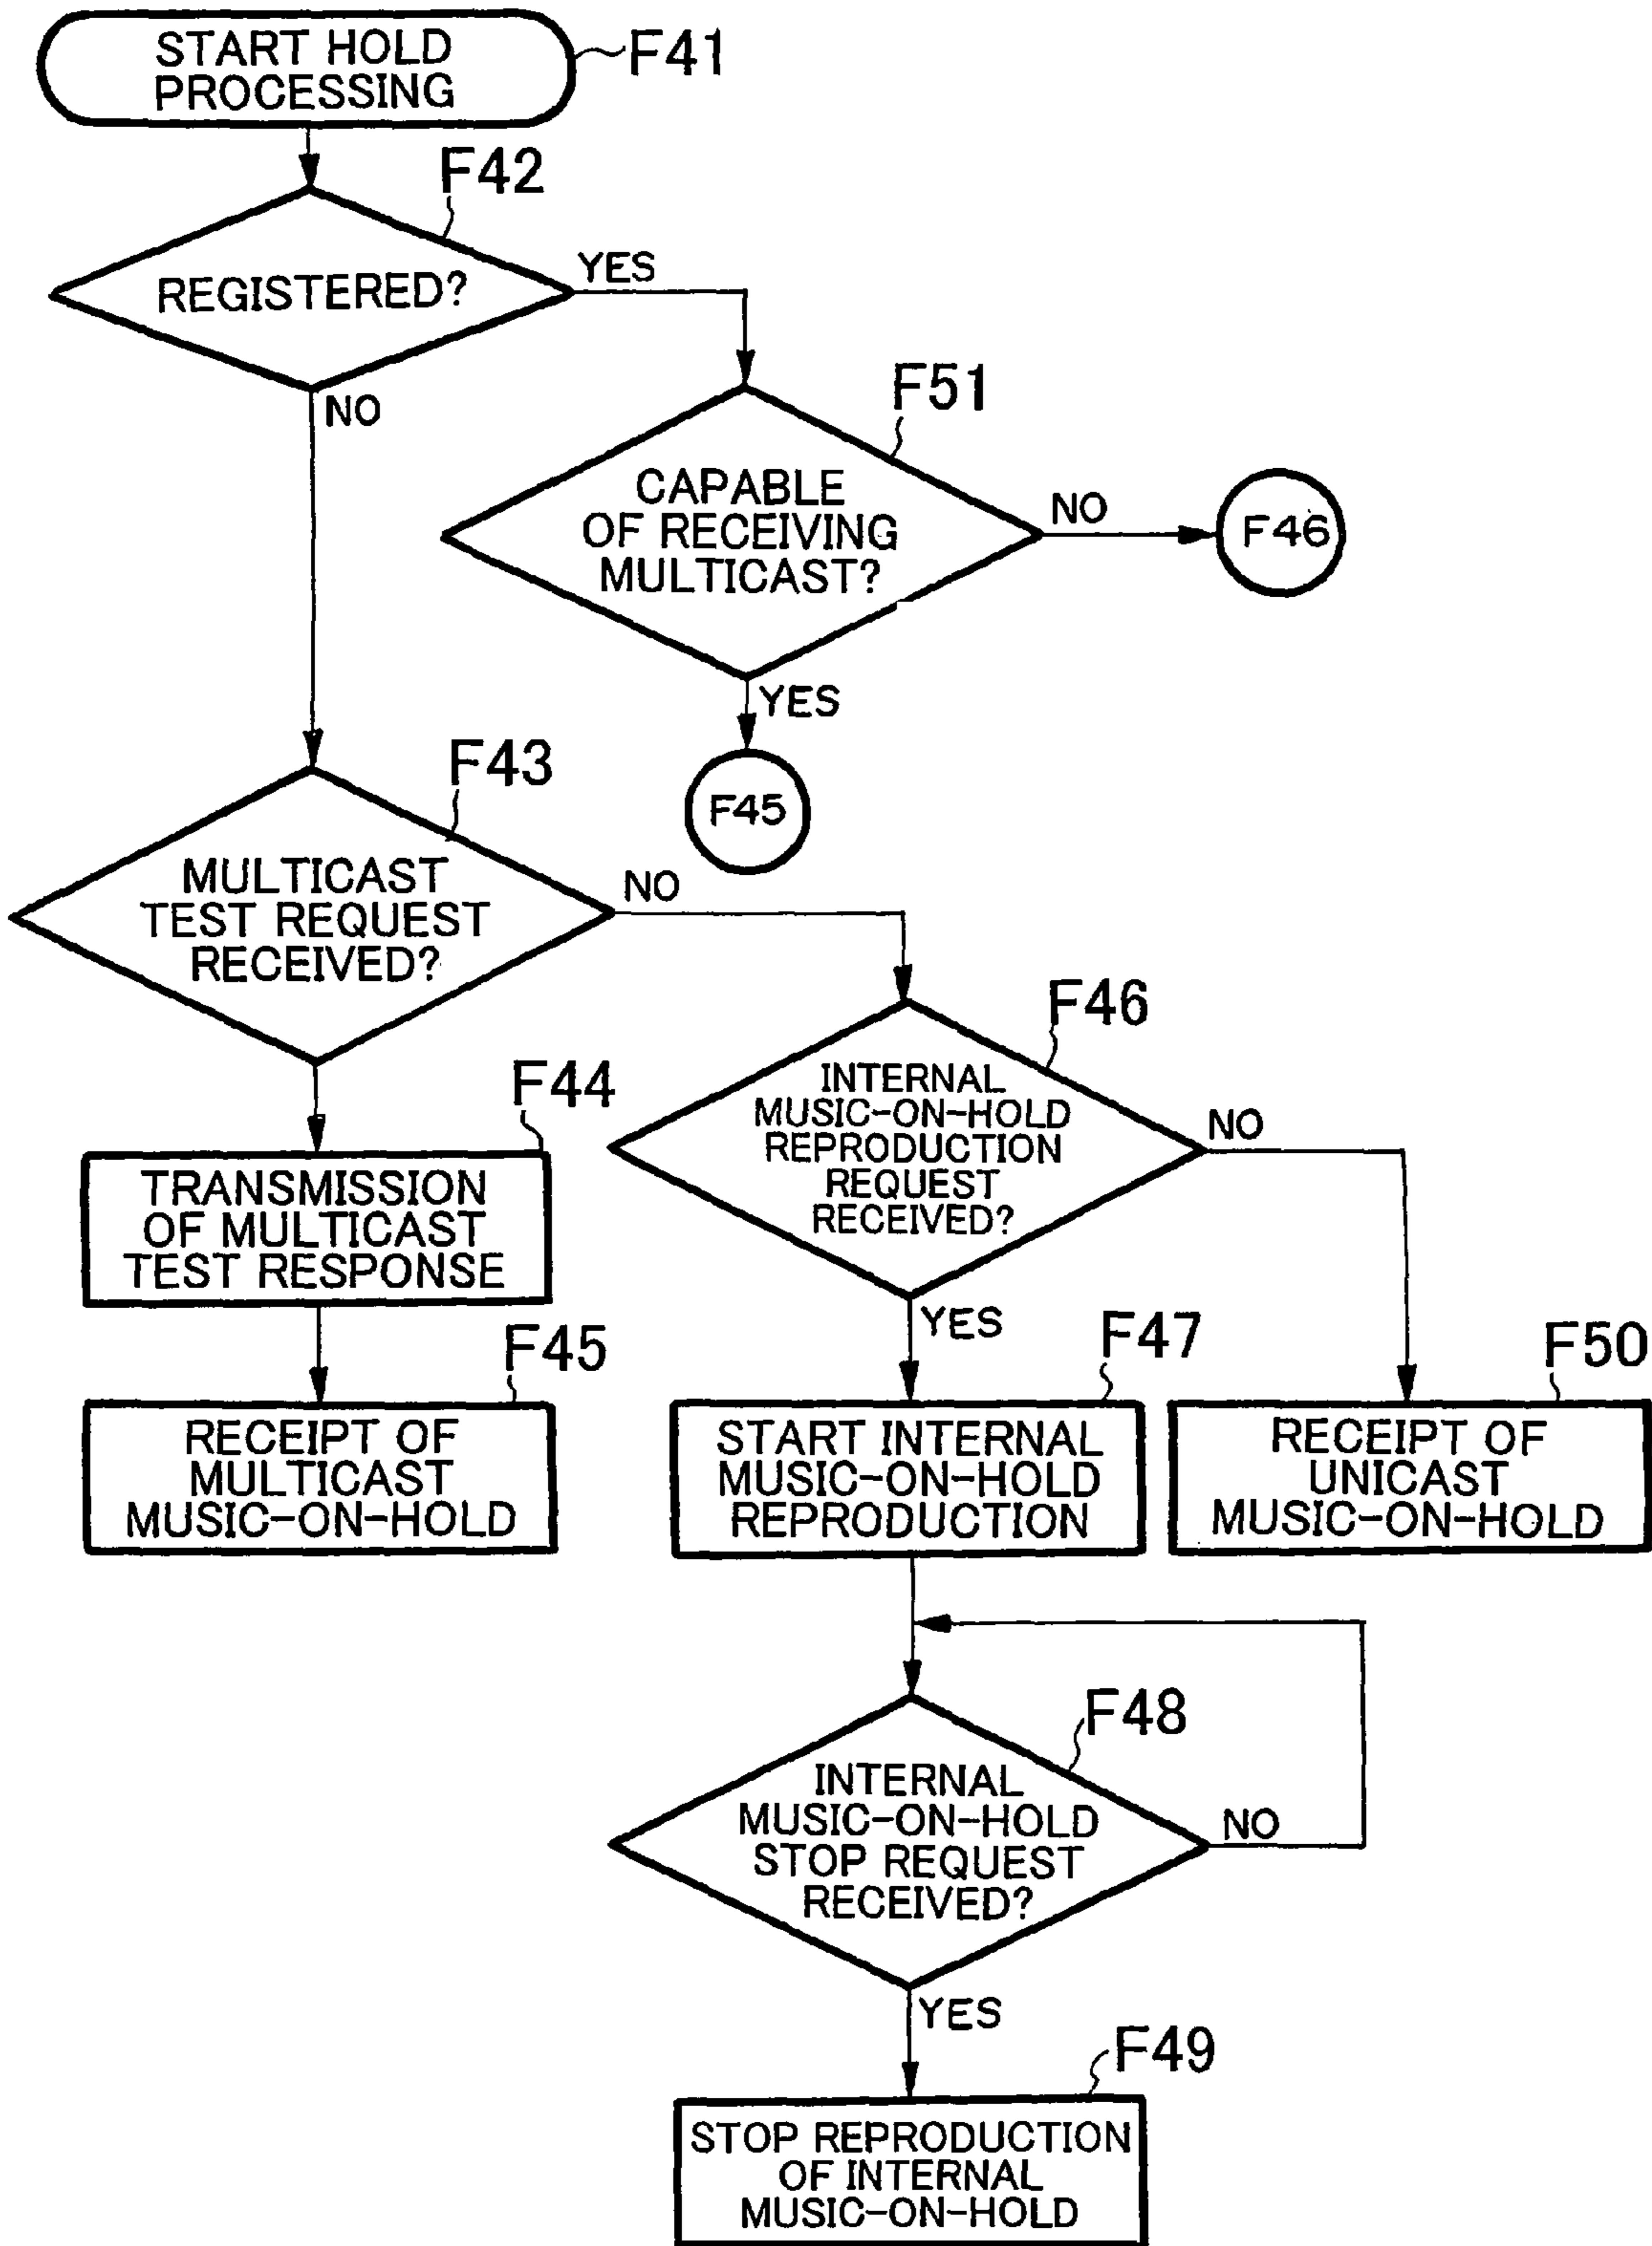 START HOLD
PROCESSING
F41
F42
REGISTERED?
YES
NO
F51
CAPABLE
OF RECEIVING
MULTICAST?
NO
F46
YES
F45
F43
MULTICAST
TEST REQUEST
RECEIVED?
NO
F46
INTERNAL
MUSIC-ON-HOLD
REPRODUCTION
REQUEST
RECEIVED?
NO
YES
F44
TRANSMISSION
OF MULTICAST
TEST RESPONSE
F45
RECEIPT OF
MULTICAST
MUSIC-ON-HOLD
F47
START INTERNAL
MUSIC-ON-HOLD
REPRODUCTION
F50
RECEIPT OF
UNICAST
MUSIC-ON-HOLD
F48
INTERNAL
MUSIC-ON-HOLD
STOP REQUEST
RECEIVED?
NO
YES
F49
STOP REPRODUCTION
OF INTERNAL
MUSIC-ON-HOLD